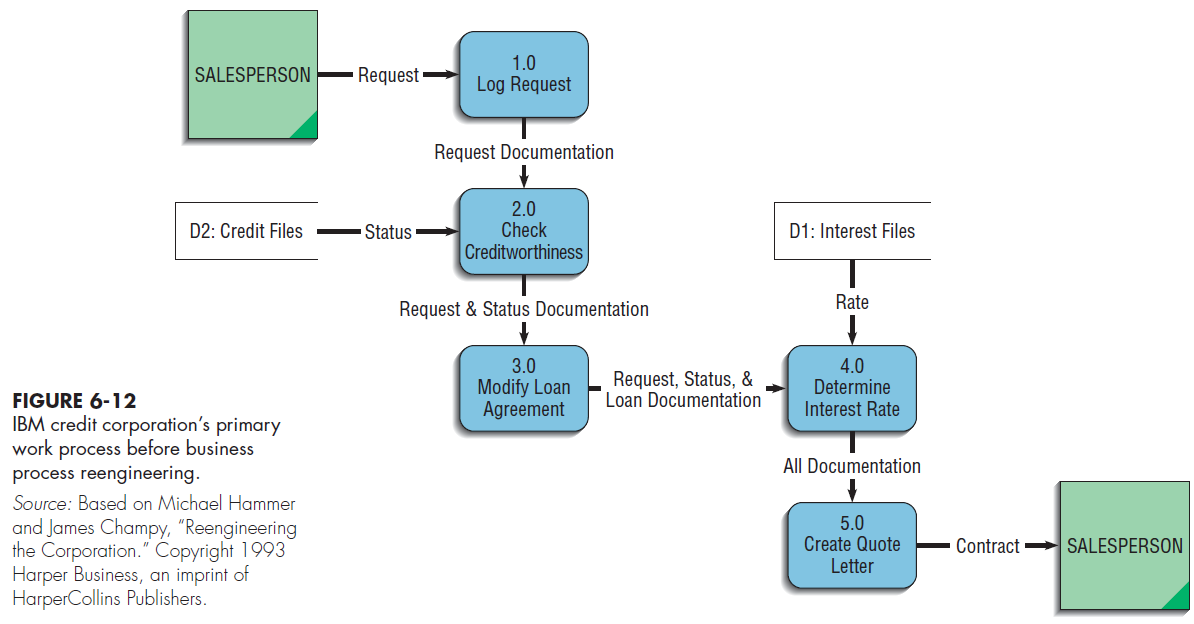 SALESPERSON
Request
1.0
Log Request
Request Documentation
D2: Credit Files
Status
2.0
Check
Creditworthiness
D1: Interest Files
Rate
Request & Status Documentation
3.0
Modify Loan
Agreement
Request, Status, &
Loan Documentation
4.0
Determine
Interest Rate
All Documentation
5.0
Create Quote
Letter
Contract
SALESPERSON
FIGURE 6-12
IBM credit corporation's primary
work process before business
process reengineering.
Source: Based on Michael Hammer
and James Champy, "Reengineering
the Corporation." Copyright 1993
Harper Business, an imprint of
HarperCollins Publishers.